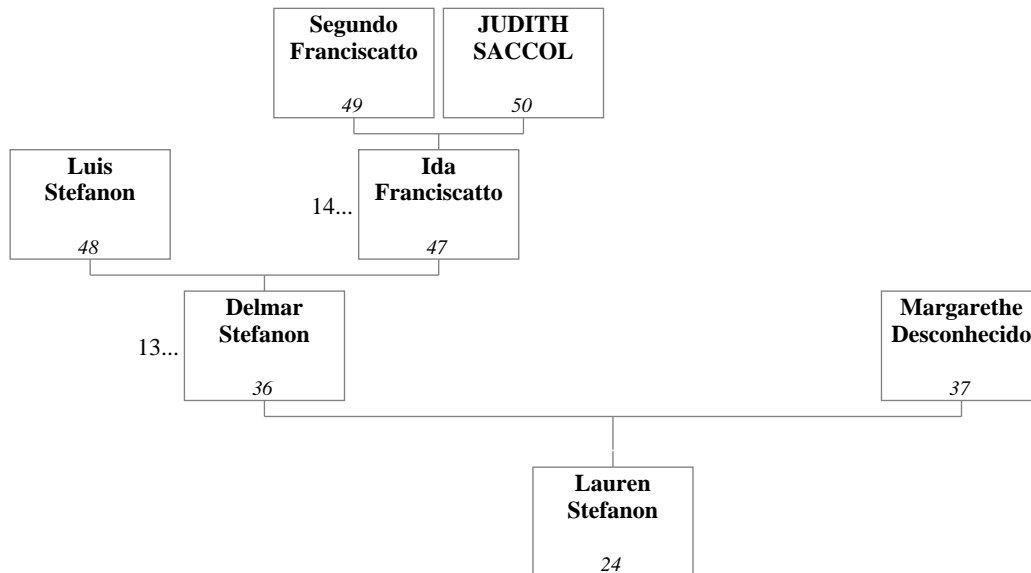 Segundo
Franciscatto
49
JUDITH
SACCOL
50
Luis
Stefanon
48
14...
Ida
Franciscatto
47
13...
Delmar
Stefanon
36
Margarethe
Desconhecido
37
Lauren
Stefanon
24